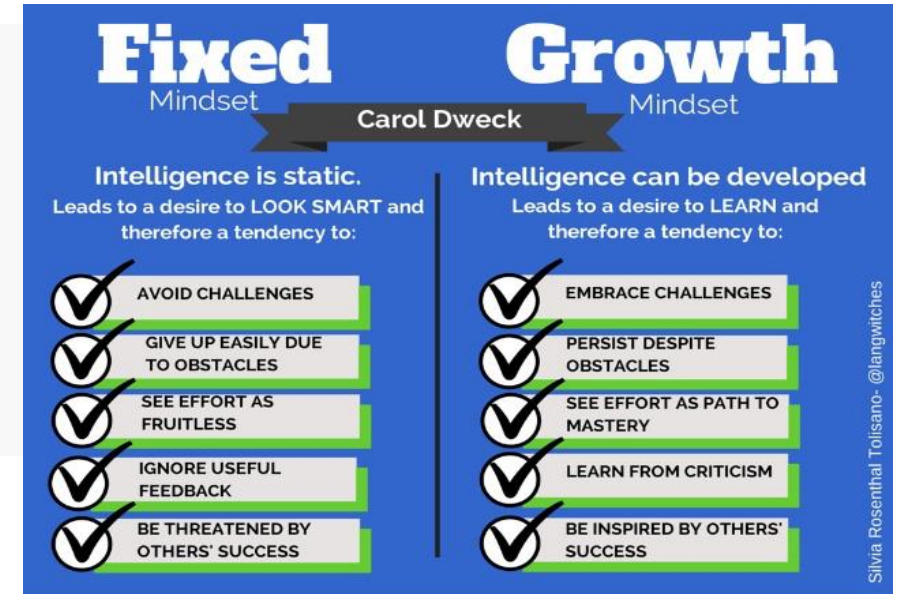 Fixed
Mindset
Growth
Mindset
Carol Dweck
Intelligence is static.
Leads to a desire to LOOK SMART and
therefore a tendency to:
AVOID CHALLENGES
GIVE UP EASILY DUE
TO OBSTACLES
SEE EFFORT AS
FRUITLESS
IGNORE USEFUL
FEEDBACK
BE THREATENED BY
OTHERS' SUCCESS
Intelligence can be developed
Leads to a desire to LEARN and
therefore a tendency to:
EMBRACE CHALLENGES
PERSIST DESPITE
OBSTACLES
SEE EFFORT AS PATH TO
MASTERY
LEARN FROM CRITICISM
BE INSPIRED BY OTHERS'
SUCCESS
Silvia Rosenthal Tolisano- @langwitches